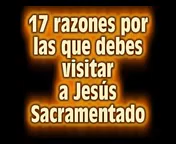 17 razones por
las que debes
visitar
a Jesús
Sacramentado